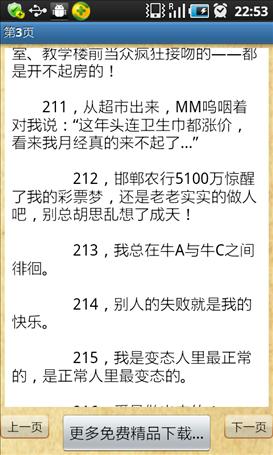 22:53
第3页
室、教学楼前当众疯狂接吻的——都
是开不起房的！
211，从超市出来，MM呜咽着
对我说：“这年头连卫生巾都涨价，
看来我月经真的来不起了...”
212，邯郸农行5100万惊醒
了我的彩票梦，还是老老实实的做人
吧，别总胡思乱想了成天！
213，我总在牛A与牛C之间
徘徊。
214，别人的失败就是我的
快乐。
215，我是变态人里最正常
的，是正常人里最变态的。
上一页
更多免费精品下载...
下一页